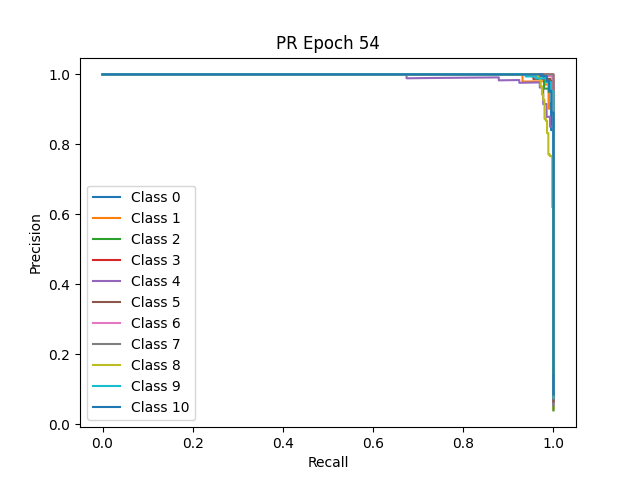 PR Epoch 54
1.0
0.8
0.6
0.4
0.2
0.0
Precision
Class 0
Class 1
Class 2
Class 3
Class 4
Class 5
Class 6
Class 7
Class 8
Class 9
Class 10
0.0 0.2 0.4 0.6 0.8 1.0
Recall